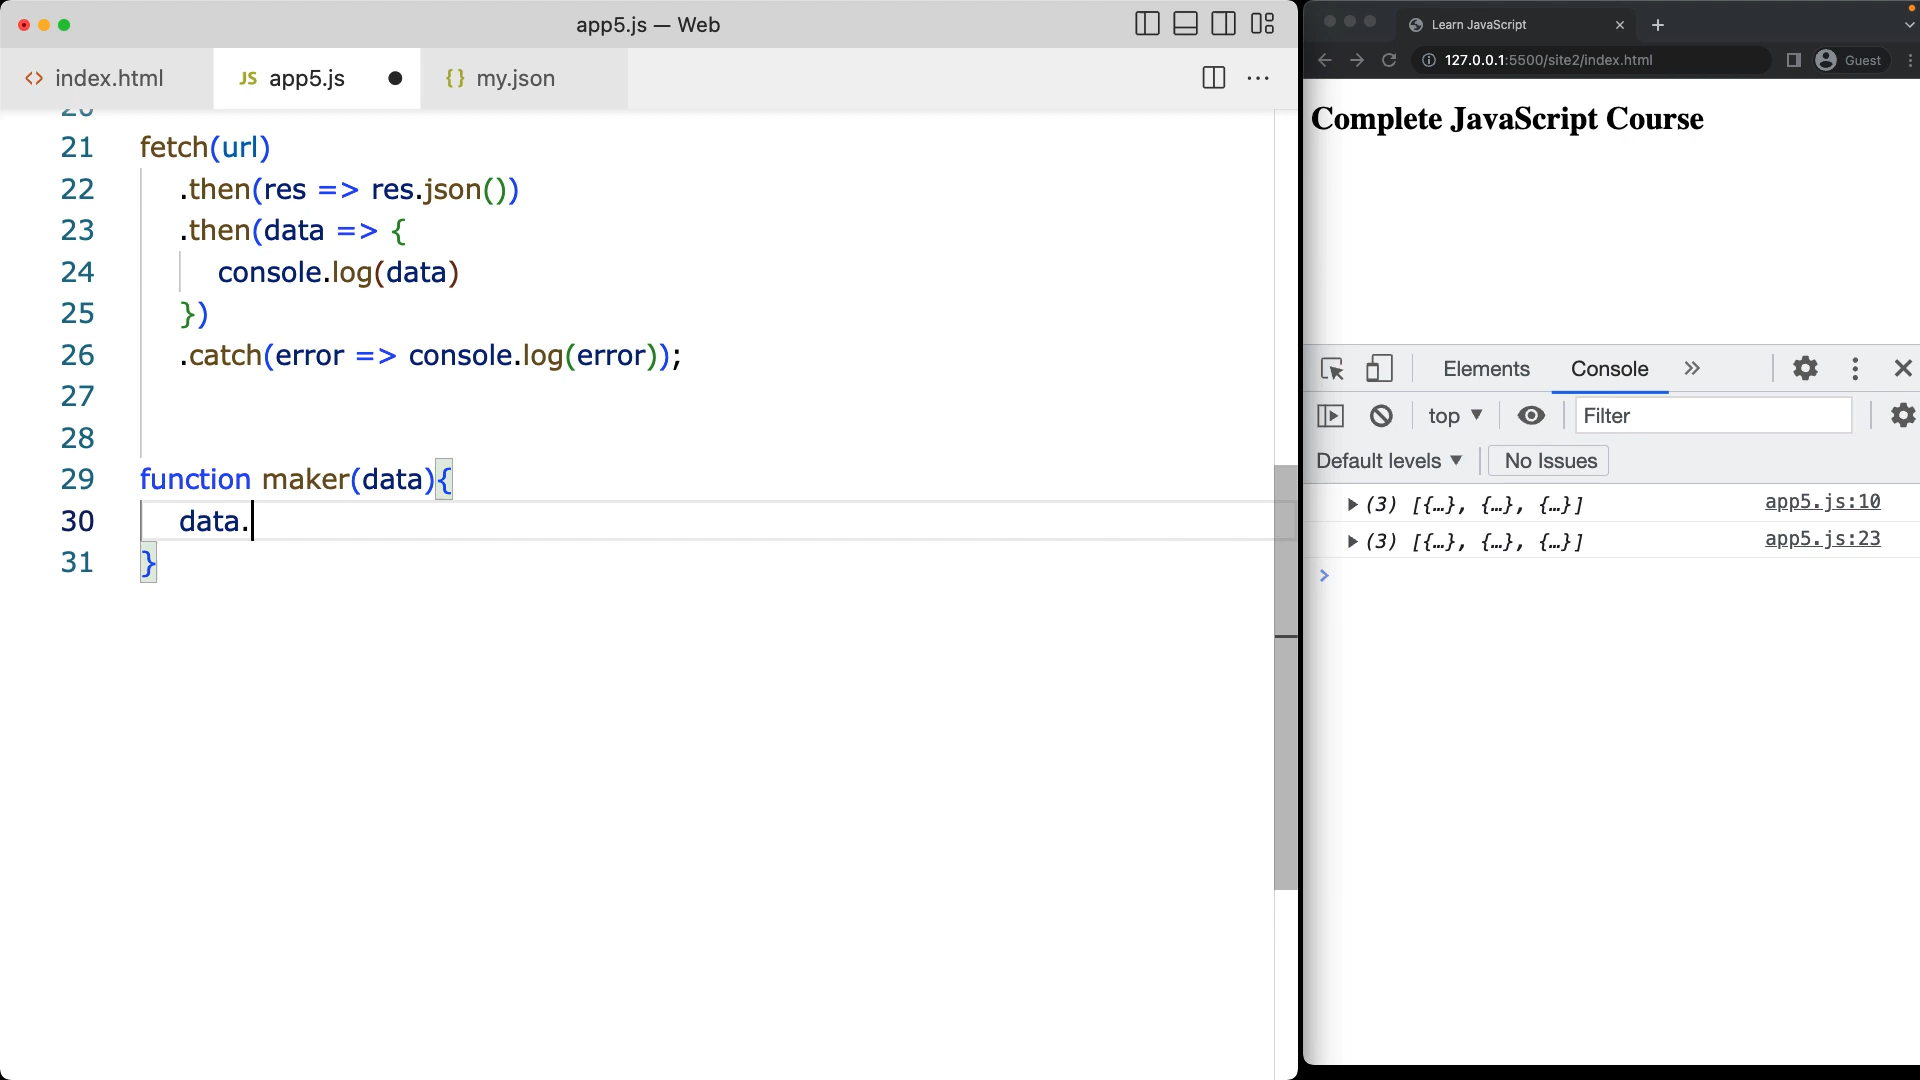 app5.js — Web
index.html
JS app5.js
{} my.json
21 fetch(url)
22 .then(res => res.json())
23 .then(data => {
24 console.log(data)
25 })
26 .catch(error => console.log(error));
27
28
29 function maker(data){
30 data.
31 }
Learn JavaScript
127.0.0.1:5500/site2/index.html
Guest
Complete JavaScript Course
Elements
Console
top
Filter
Default levels
No Issues
(3) [{…}, {…}, {…}] app5.js:10
(3) [{…}, {…}, {…}] app5.js:23